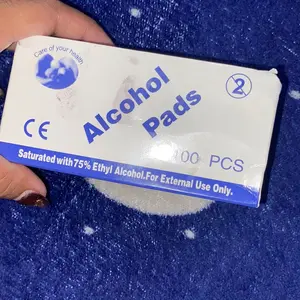 Care of your health
2
CE
Alcohol
Pads
100 PCS
Saturated with 75% Ethyl Alcohol.For External Use Only.